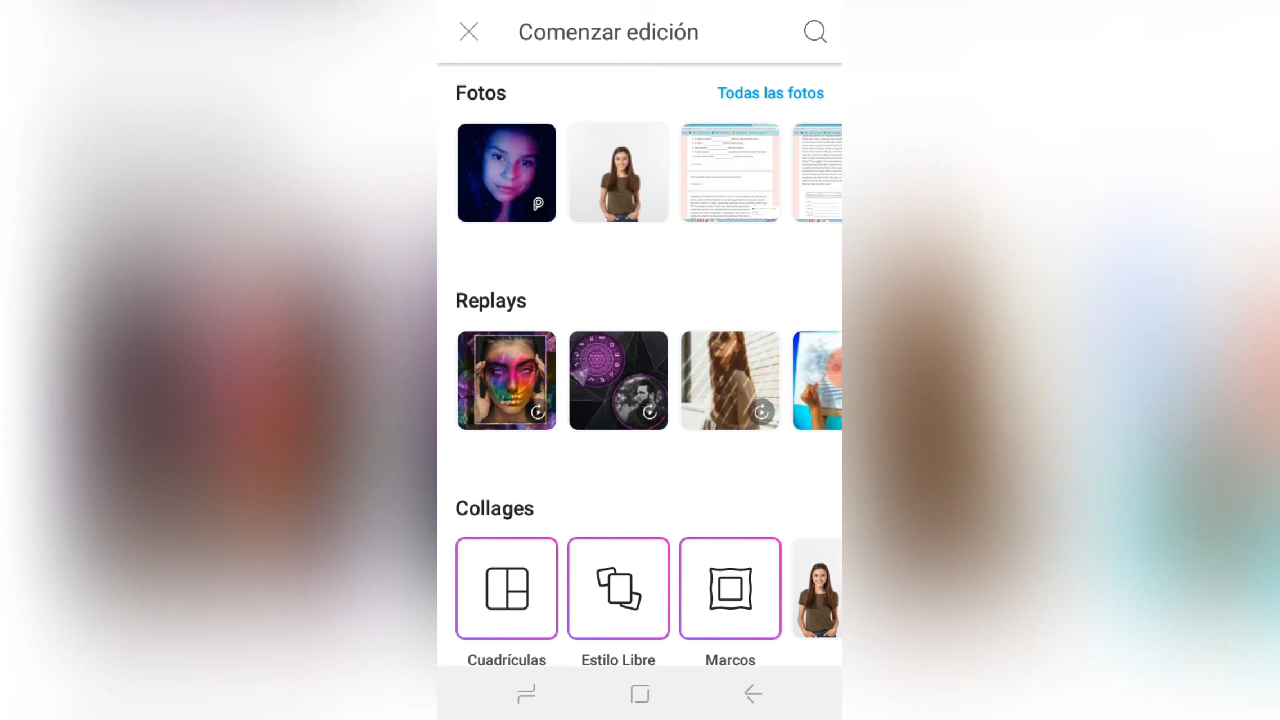 Comenzar edición
Fotos
Todas las fotos
Replays
Collages
Cuadrículas
Estilo Libre
Marcos